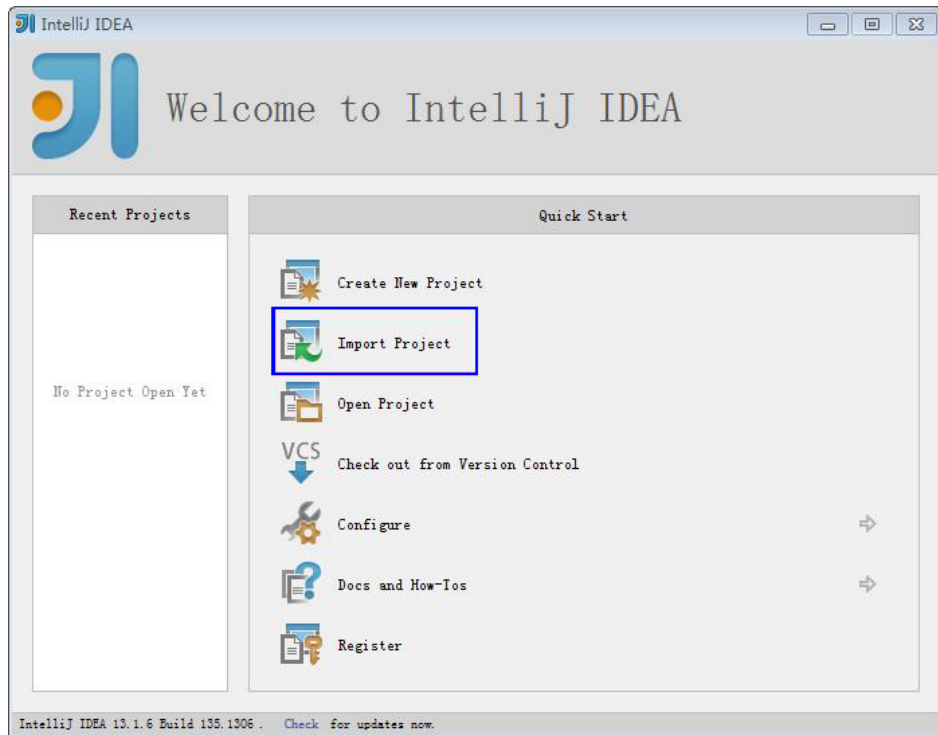 IntelliJ IDEA
Welcome to IntelliJ IDEA
Recent Projects
No Project Open Yet
Quick Start
Create New Project
Import Project
Open Project
VCS
Check out from Version Control
Configure
Docs and How-Tos
Register
IntelliJ IDEA 13.1.6 Build 135.1306 . Check for updates now.